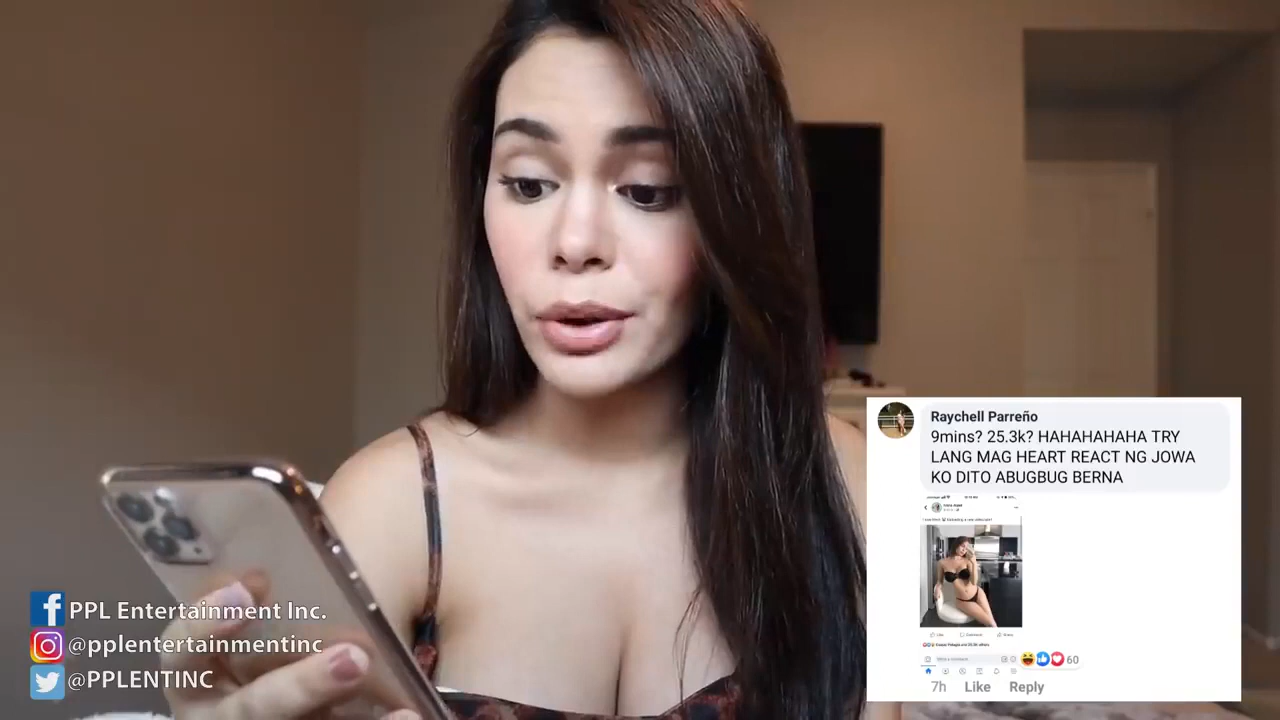 Raychell Parreño
9mins? 25.3k? HAHAHAHAHA TRY
LANG MAG HEART REACT NG JOWA
KO DITO ABUGBUG BERNA
60
7h Like Reply
PPL Entertainment Inc.
@pplentertainmentinc
@PPLENTINC